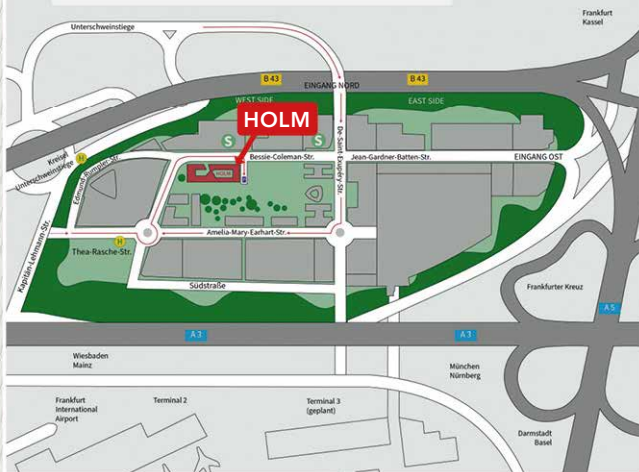 Frankfurt
Kassel
Unterschweinstiege
B 43
B 43
EINGANG NORD
WEST SIDE
EAST SIDE
HOLM
S
S
Kreisel
Unterschweinstiege
H
Edmund-Rumpler-Str.
HOLM
Bessie-Coleman-Str.
De-Saint-Exupéry-Str.
Jean-Gardner-Batten-Str.
EINGANG OST
Kapitän-Lehmann-Str.
H
Thea-Rasche-Str.
Amelia-Mary-Earhart-Str.
Südstraße
Frankfurter Kreuz
A 5
A 3
A 3
Wiesbaden
Mainz
München
Nürnberg
Frankfurt
International
Airport
Terminal 2
Terminal 3
(geplant)
Darmstadt
Basel